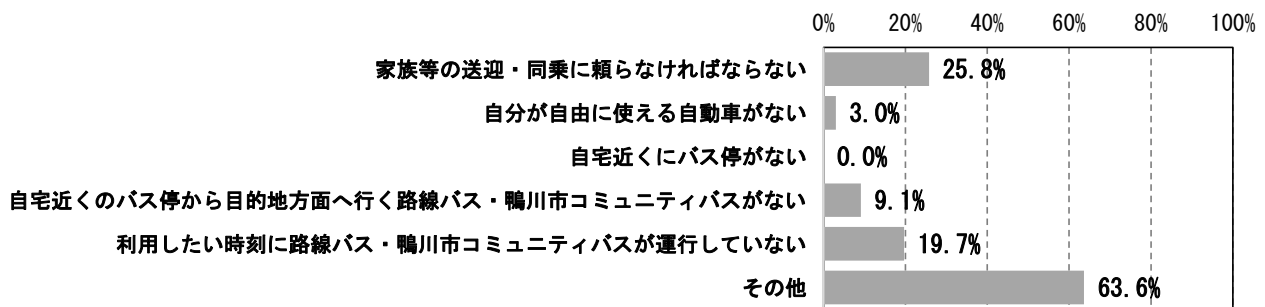 0% 20% 40% 60% 80% 100%
家族等の送迎・同乗に頼らなければならない 25.8%
自分が自由に使える自動車がない 3.0%
自宅近くにバス停がない 0.0%
自宅近くのバス停から目的地方面へ行く路線バス・鴨川市コミュニティバスがない 9.1%
利用したい時刻に路線バス・鴨川市コミュニティバスが運行していない 19.7%
その他 63.6%